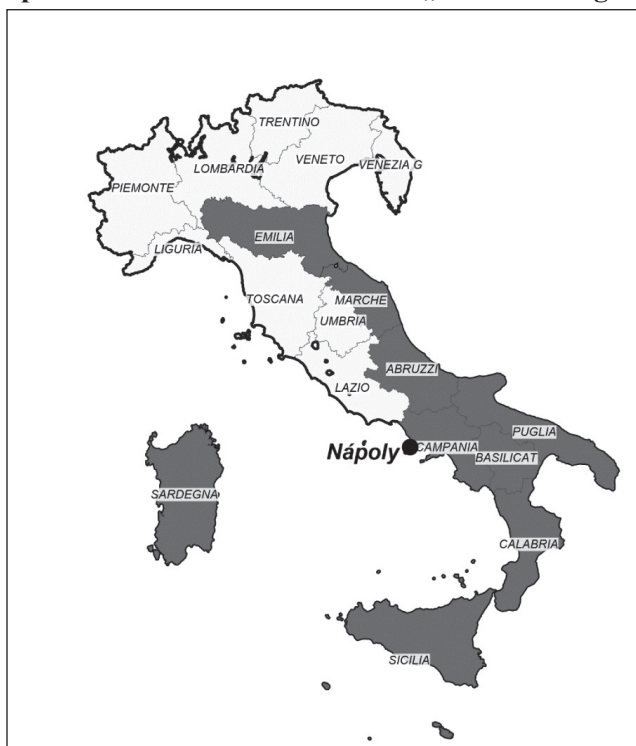 TRENTINO
VENETO
VENEZIA G
LOMBARDIA
PIEMONTE
EMILIA
LIGURIA
TOSCANA
MARCHE
UMBRIA
ABRUZZI
LAZIO
PUGLIA
Nápoly
CAMPANIA
BASILICAT
SARDEGNA
CALABRIA
SICILIA